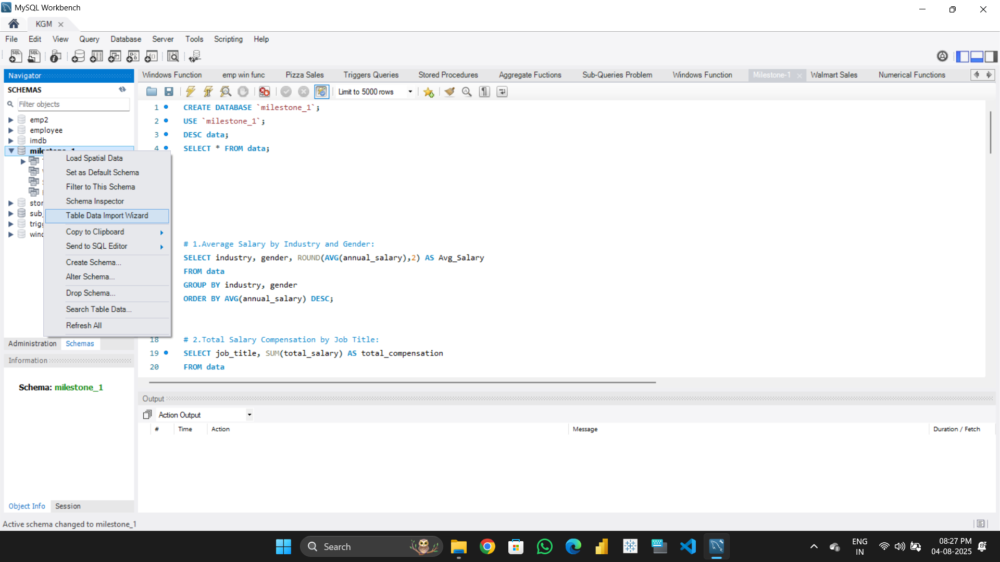 MySQL Workbench
KGM
File Edit View Query Database Server Tools Scripting Help
Navigator
SCHEMAS
Filter objects
emp2
employee
imdb
Load Spatial Data
Set as Default Schema
Filter to This Schema
Schema Inspector
Table Data Import Wizard
Copy to Clipboard
Send to SQL Editor
Create Schema...
Alter Schema...
Drop Schema...
Search Table Data...
Refresh All
Administration Schemas
Information
Schema: milestone_1
Object Info Session
Windows Function emp win func Pizza Sales Triggers Queries Stored Procedures Aggregate Fuctions Sub-Queries Problem Windows Function Milestone-1 Walmart Sales Numerical Functions
Limit to 5000 rows
1 CREATE DATABASE `milestone_1`;
2 USE `milestone_1`;
3 DESC data;
4 SELECT * FROM data;
# 1.Average Salary by Industry and Gender:
SELECT industry, gender, ROUND(AVG(annual_salary),2) AS Avg_Salary
FROM data
GROUP BY industry, gender
ORDER BY AVG(annual_salary) DESC;
18 # 2.Total Salary Compensation by Job Title:
19 SELECT job_title, SUM(total_salary) AS total_compensation
20 FROM data
Output
Action Output
# Time Action Message Duration / Fetch
Active schema changed to milestone_1
Search
ENG
IN
08:27 PM
04-08-2025